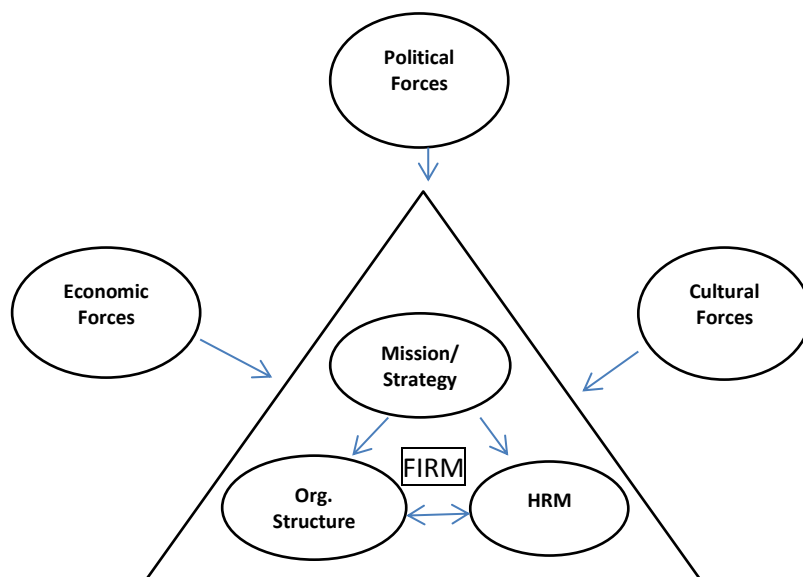 Political
Forces
Economic
Forces
Cultural
Forces
Mission/
Strategy
FIRM
Org.
Structure
HRM